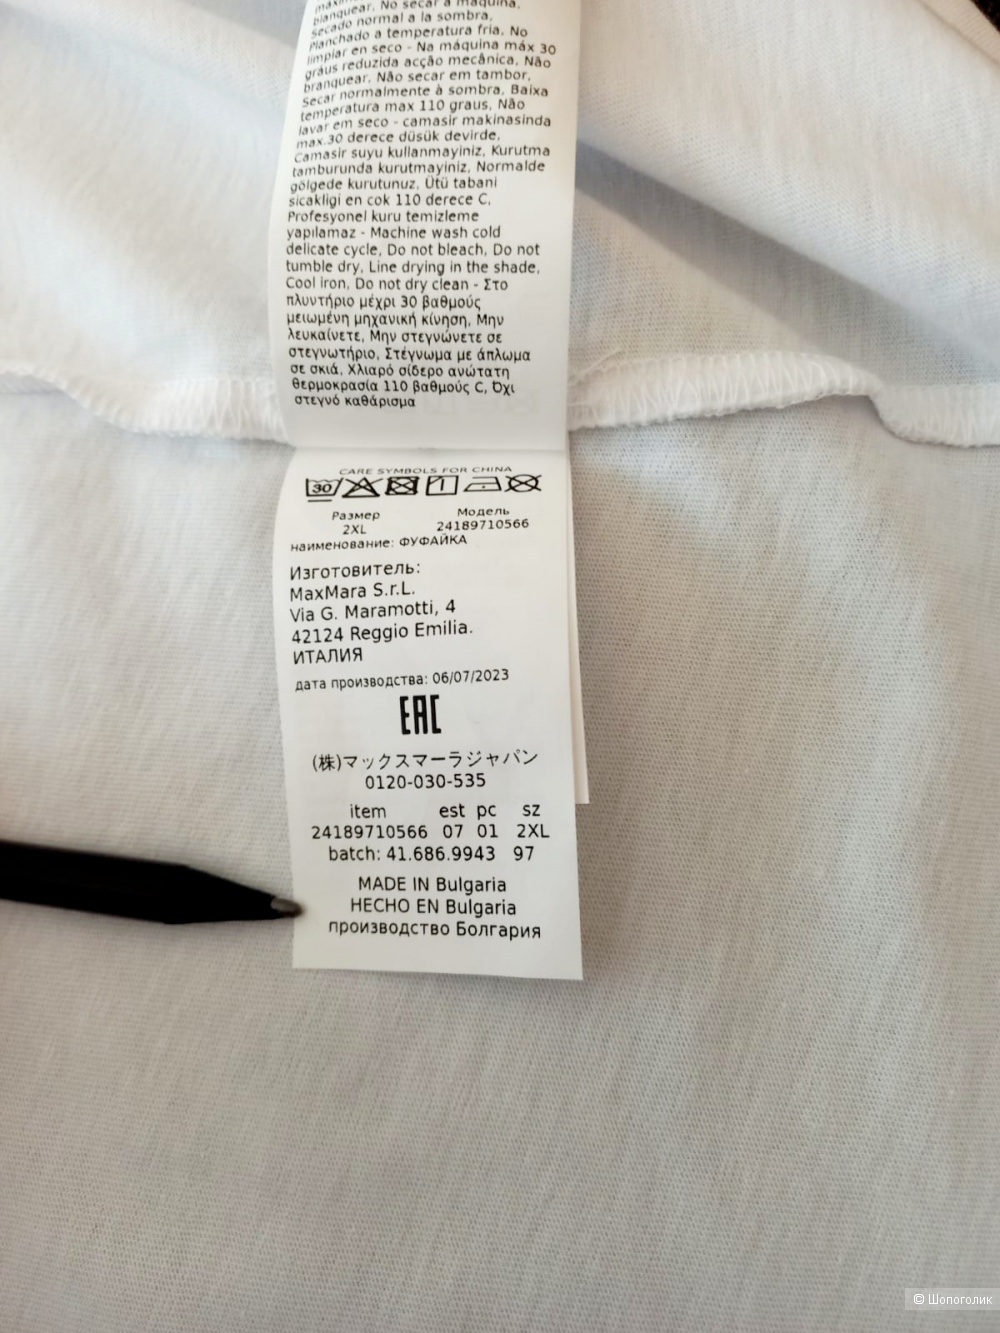 blanquear, No secar a maquina,
Secado normal a la sombra,
Planchado a temperatura fria, No
limpiar en seco - Na máquina máx 30
gráus reduzida acção mecânica, Não
branquear, Não secar em tambor,
Secar normalmente à sombra, Baixa
temperatura max 110 graus, Não
lavar em seco - camasir makinasinda
max.30 derece düsük devirde,
Camasir suyu kullanmayiniz, Kurutma
tamburunda kurutmayiniz, Normalde
gölgede kurutunuz, Ütü tabani
sicakligi en cok 110 derece C,
Profesyonel kuru temizleme
yapılamaz - Machine wash cold
delicate cycle, Do not bleach, Do not
tumble dry, Line drying in the shade,
Cool iron, Do not dry clean - Στο
πλυντήριο μέχρι 30 βαθμούς
μειωμένη μηχανική κίνηση, Μην
λευκαίνετε, Μην στεγνώνετε σε
στεγνωτήριο, Στέγνωμα με άπλωμα
σε σκιά, Χλιαρό σίδερο ανώτατη
θερμοκρασία 110 βαθμούς C, Όχι
στεγνό καθάρισμα
CARE SYMBOLS FOR CHINA
30
Размер Модель
2XL 24189710566
наименование: ФУФАЙКА
Изготовитель:
MaxMara S.r.L.
Via G. Maramotti, 4
42124 Reggio Emilia.
ИТАЛИЯ
дата производства: 06/07/2023
EAC
(株)マックスマーラジャパン
0120-030-535
item est pc sz
24189710566 07 01 2XL
batch: 41.686.9943 97
MADE IN Bulgaria
HECHO EN Bulgaria
производство Болгария
© Шопоголик